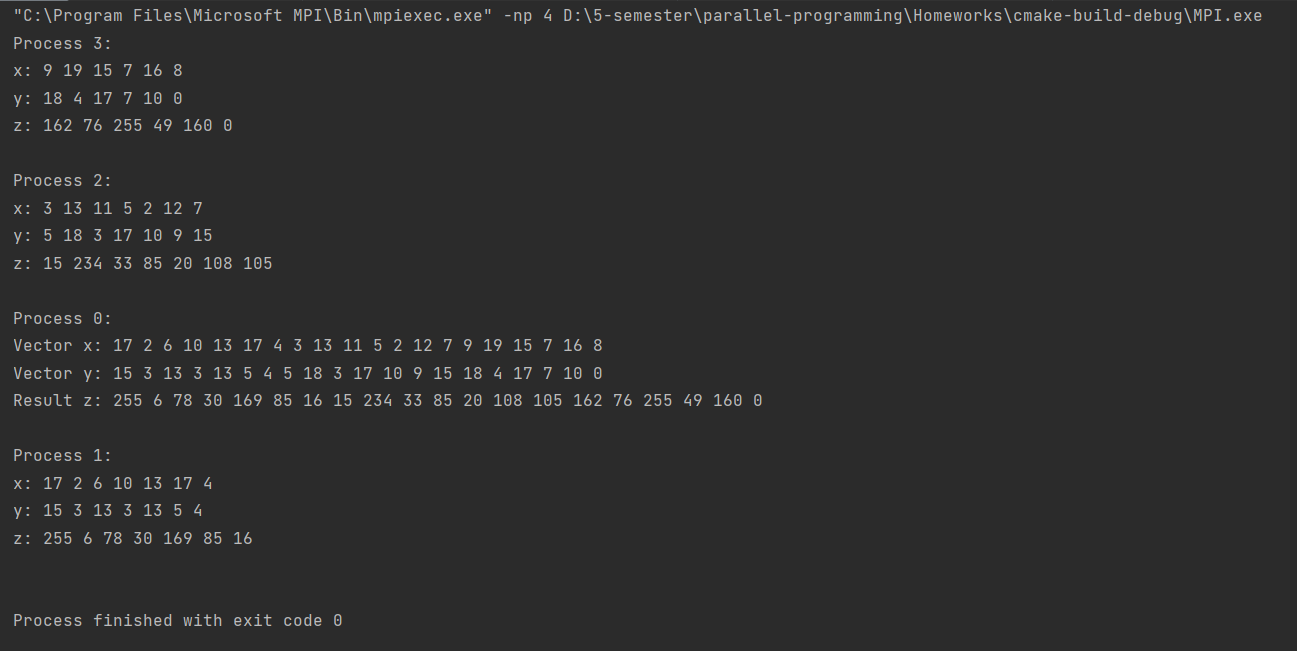 "C:\Program Files\Microsoft MPI\Bin\mpiexec.exe" -np 4 D:\5-semester\parallel-programming\Homeworks\cmake-build-debug\MPI.exe
Process 3:
x: 9 19 15 7 16 8
y: 18 4 17 7 10 0
z: 162 76 255 49 160 0
Process 2:
x: 3 13 11 5 2 12 7
y: 5 18 3 17 10 9 15
z: 15 234 33 85 20 108 105
Process 0:
Vector x: 17 2 6 10 13 17 4 3 13 11 5 2 12 7 9 19 15 7 16 8
Vector y: 15 3 13 3 13 5 4 5 18 3 17 10 9 15 18 4 17 7 10 0
Result z: 255 6 78 30 169 85 16 15 234 33 85 20 108 105 162 76 255 49 160 0
Process 1:
x: 17 2 6 10 13 17 4
y: 15 3 13 3 13 5 4
z: 255 6 78 30 169 85 16
Process finished with exit code 0